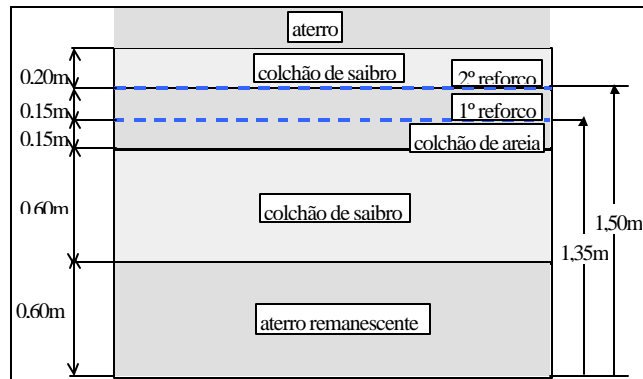 aterro
0.20m
colchão de saibro
2º reforço
0.15m
1º reforço
0.15m
colchão de areia
0.60m
colchão de saibro
1,50m
1,35m
0.60m
aterro remanescente